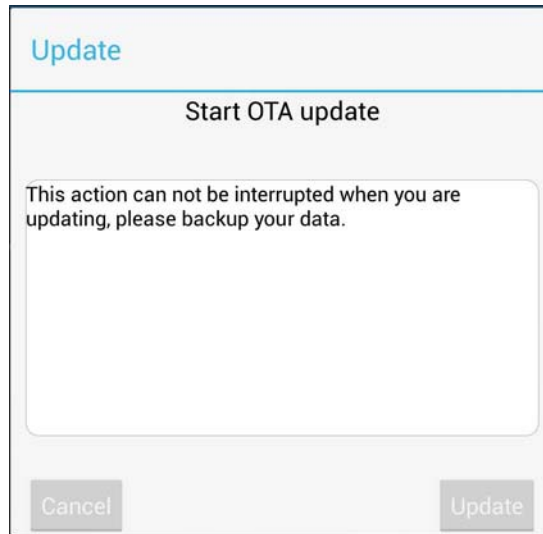 Update
Start OTA update
This action can not be interrupted when you are
updating, please backup your data.
Cancel
Update